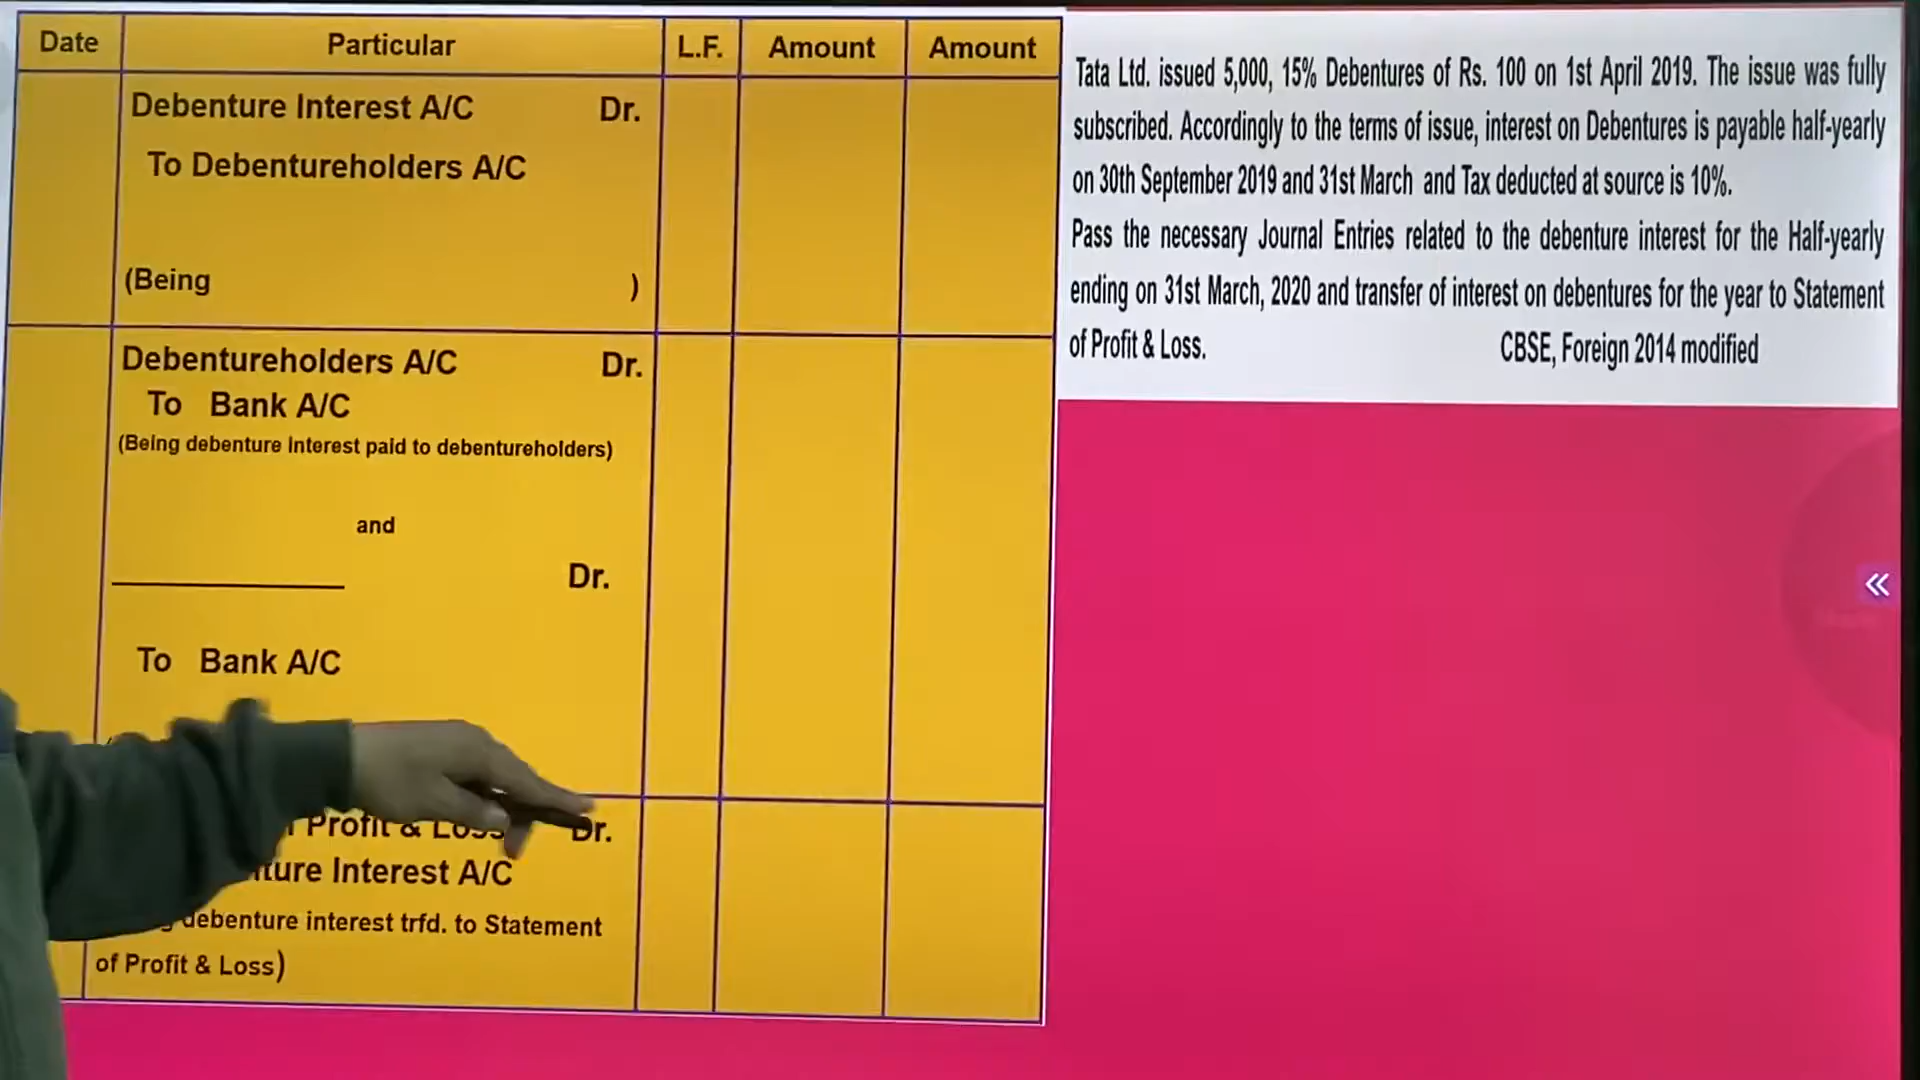 Date Particular L.F. Amount Amount
Debenture Interest A/C Dr.
To Debentureholders A/C
(Being )
Debentureholders A/C Dr.
To Bank A/C
(Being debenture interest paid to debentureholders)
and
Dr.
To Bank A/C
Profit & Loss Dr.
Interest A/C
debenture interest trfd. to Statement
of Profit & Loss)
Tata Ltd. issued 5,000, 15% Debentures of Rs. 100 on 1st April 2019. The issue was fully
subscribed. Accordingly to the terms of issue, interest on Debentures is payable half-yearly
on 30th September 2019 and 31st March and Tax deducted at source is 10%.
Pass the necessary Journal Entries related to the debenture interest for the Half-yearly
ending on 31st March, 2020 and transfer of interest on debentures for the year to Statement
of Profit & Loss. CBSE, Foreign 2014 modified